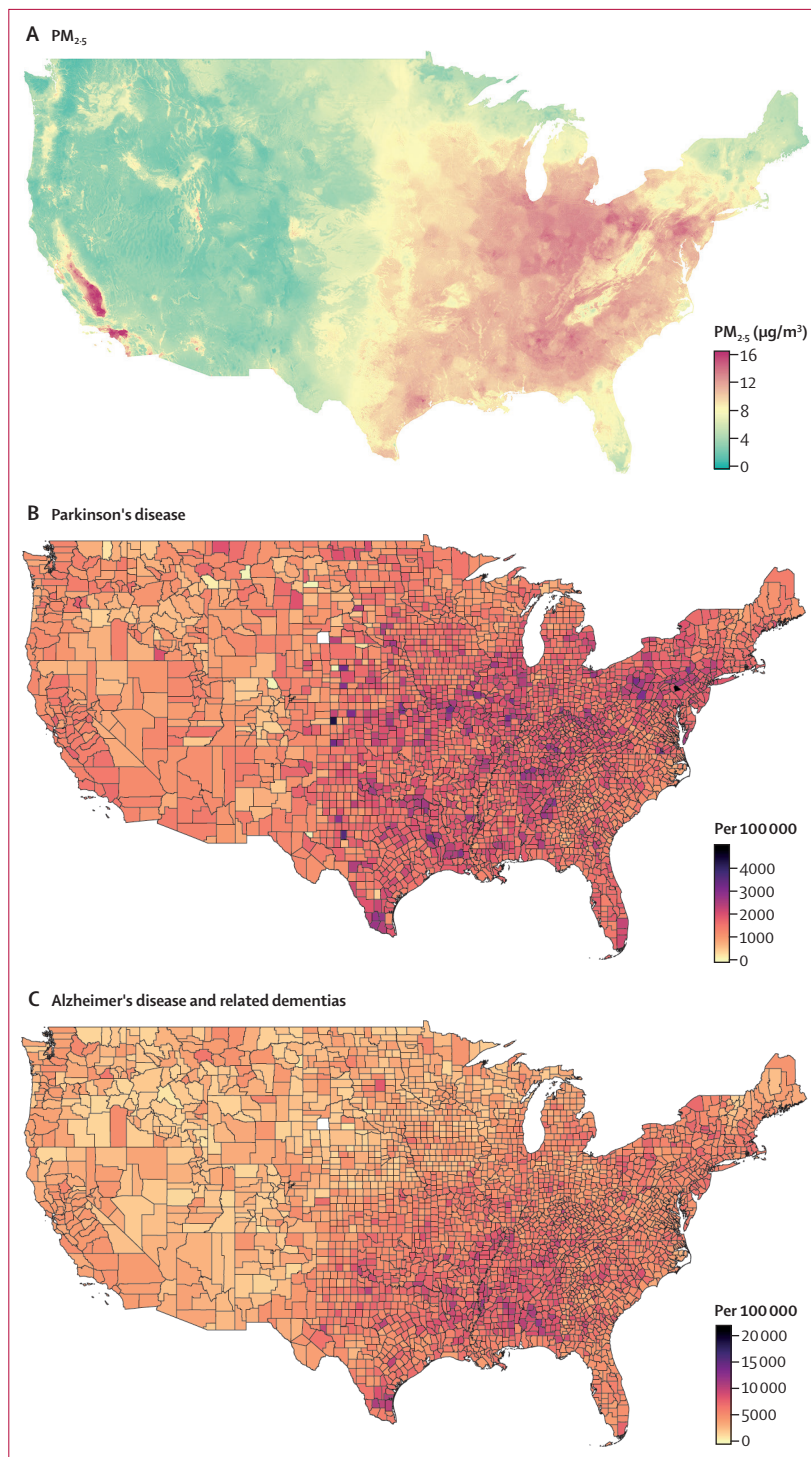 A PM2·5
PM2·5 (µg/m³)
16
12
8
4
0
B Parkinson's disease
Per 100 000
4000
3000
2000
1000
0
C Alzheimer's disease and related dementias
Per 100 000
20 000
15 000
10 000
5000
0